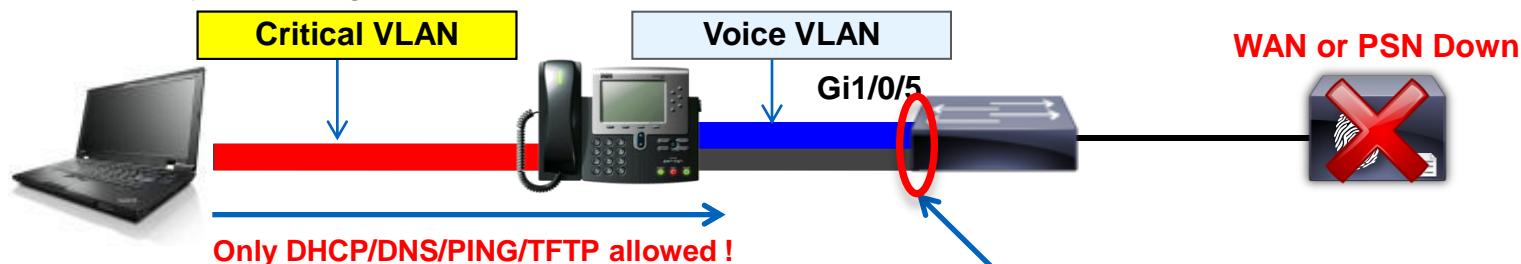 Critical VLAN
Voice VLAN
WAN or PSN Down
Gi1/0/5
Only DHCP/DNS/PING/TFTP allowed !